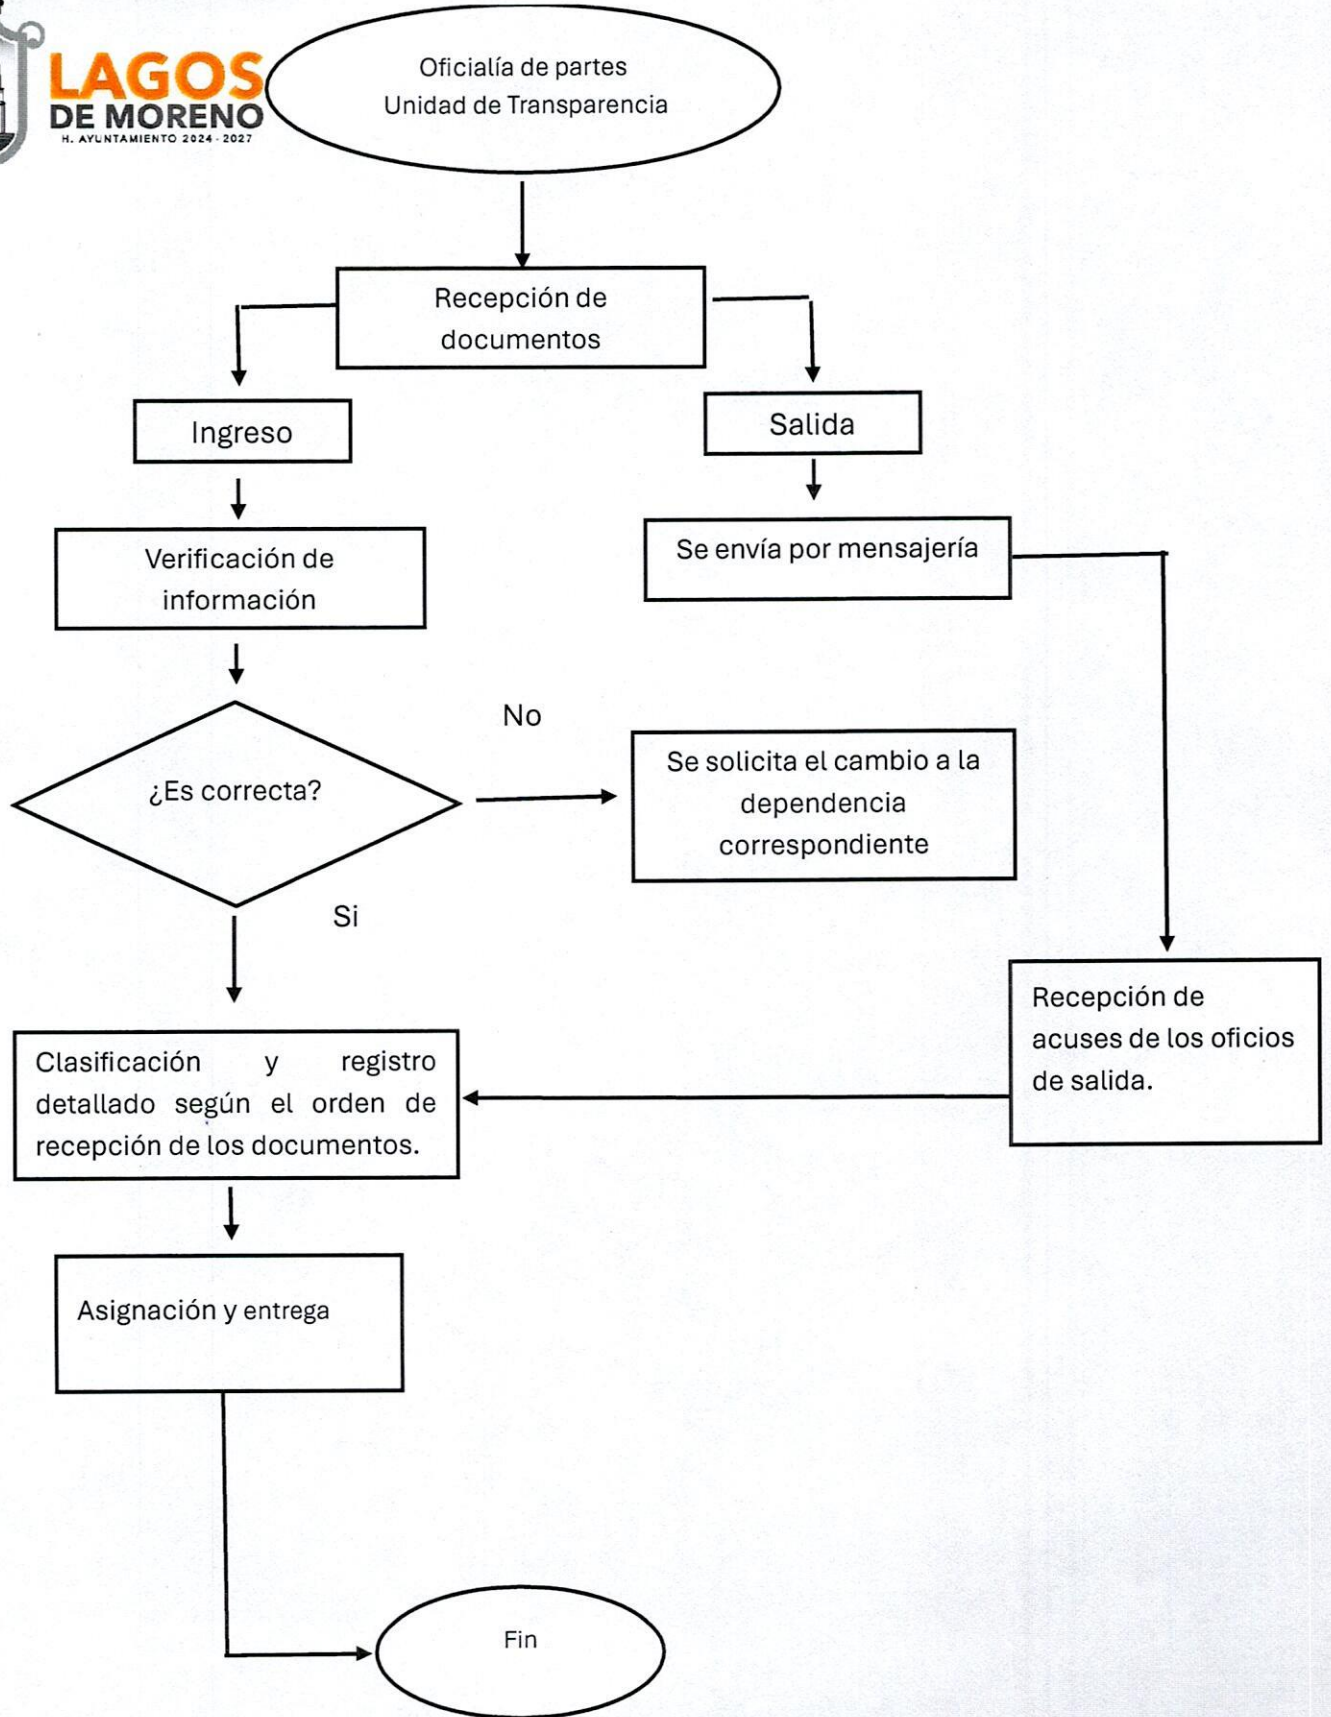 LAGOS
DE MORENO
H. AYUNTAMIENTO 2024 - 2027
Oficialía de partes
Unidad de Transparencia
Recepción de
documentos
Ingreso
Salida
Verificación de
información
Se envía por mensajería
¿Es correcta?
No
Se solicita el cambio a la
dependencia
correspondiente
Si
Clasificación y registro
detallado según el orden de
recepción de los documentos.
Recepción de
acuses de los oficios
de salida.
Asignación y entrega
Fin